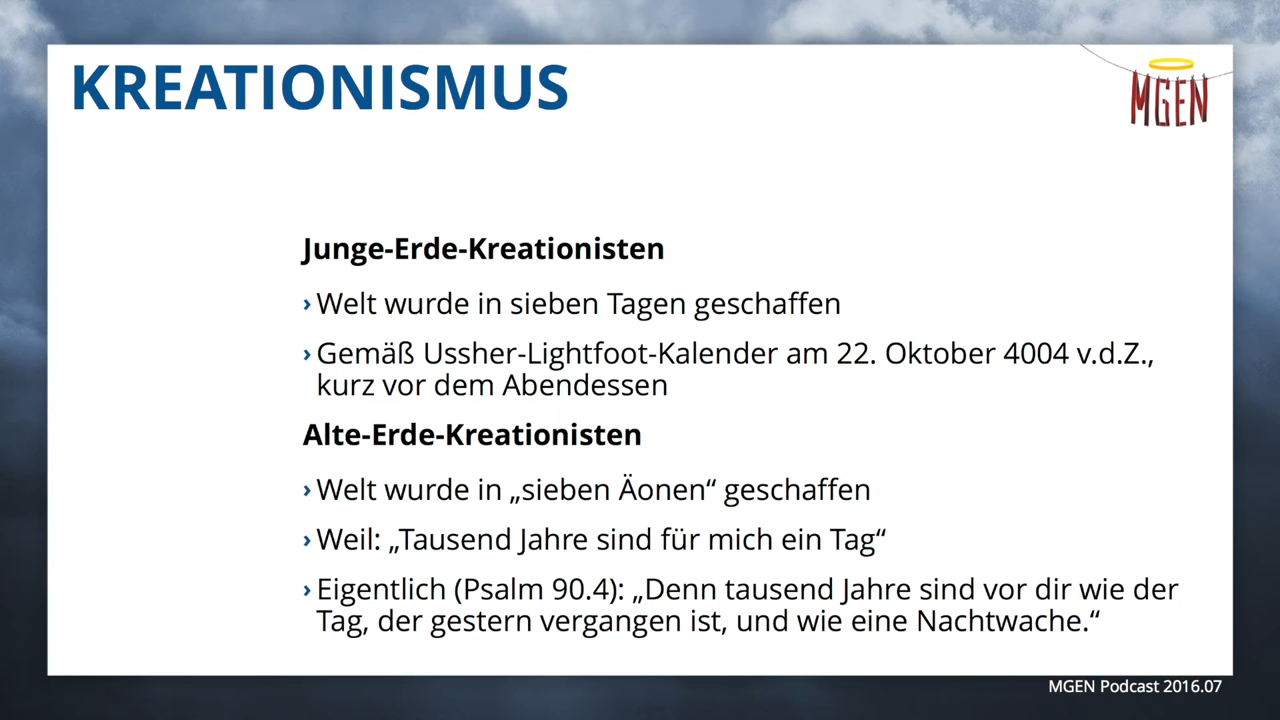 KREATIONISMUS
MGEN
Junge-Erde-Kreationisten
› Welt wurde in sieben Tagen geschaffen
› Gemäß Ussher-Lightfoot-Kalender am 22. Oktober 4004 v.d.Z.,
kurz vor dem Abendessen
Alte-Erde-Kreationisten
› Welt wurde in „sieben Äonen“ geschaffen
› Weil: „Tausend Jahre sind für mich ein Tag“
› Eigentlich (Psalm 90.4): „Denn tausend Jahre sind vor dir wie der
Tag, der gestern vergangen ist, und wie eine Nachtwache.“
MGEN Podcast 2016.07